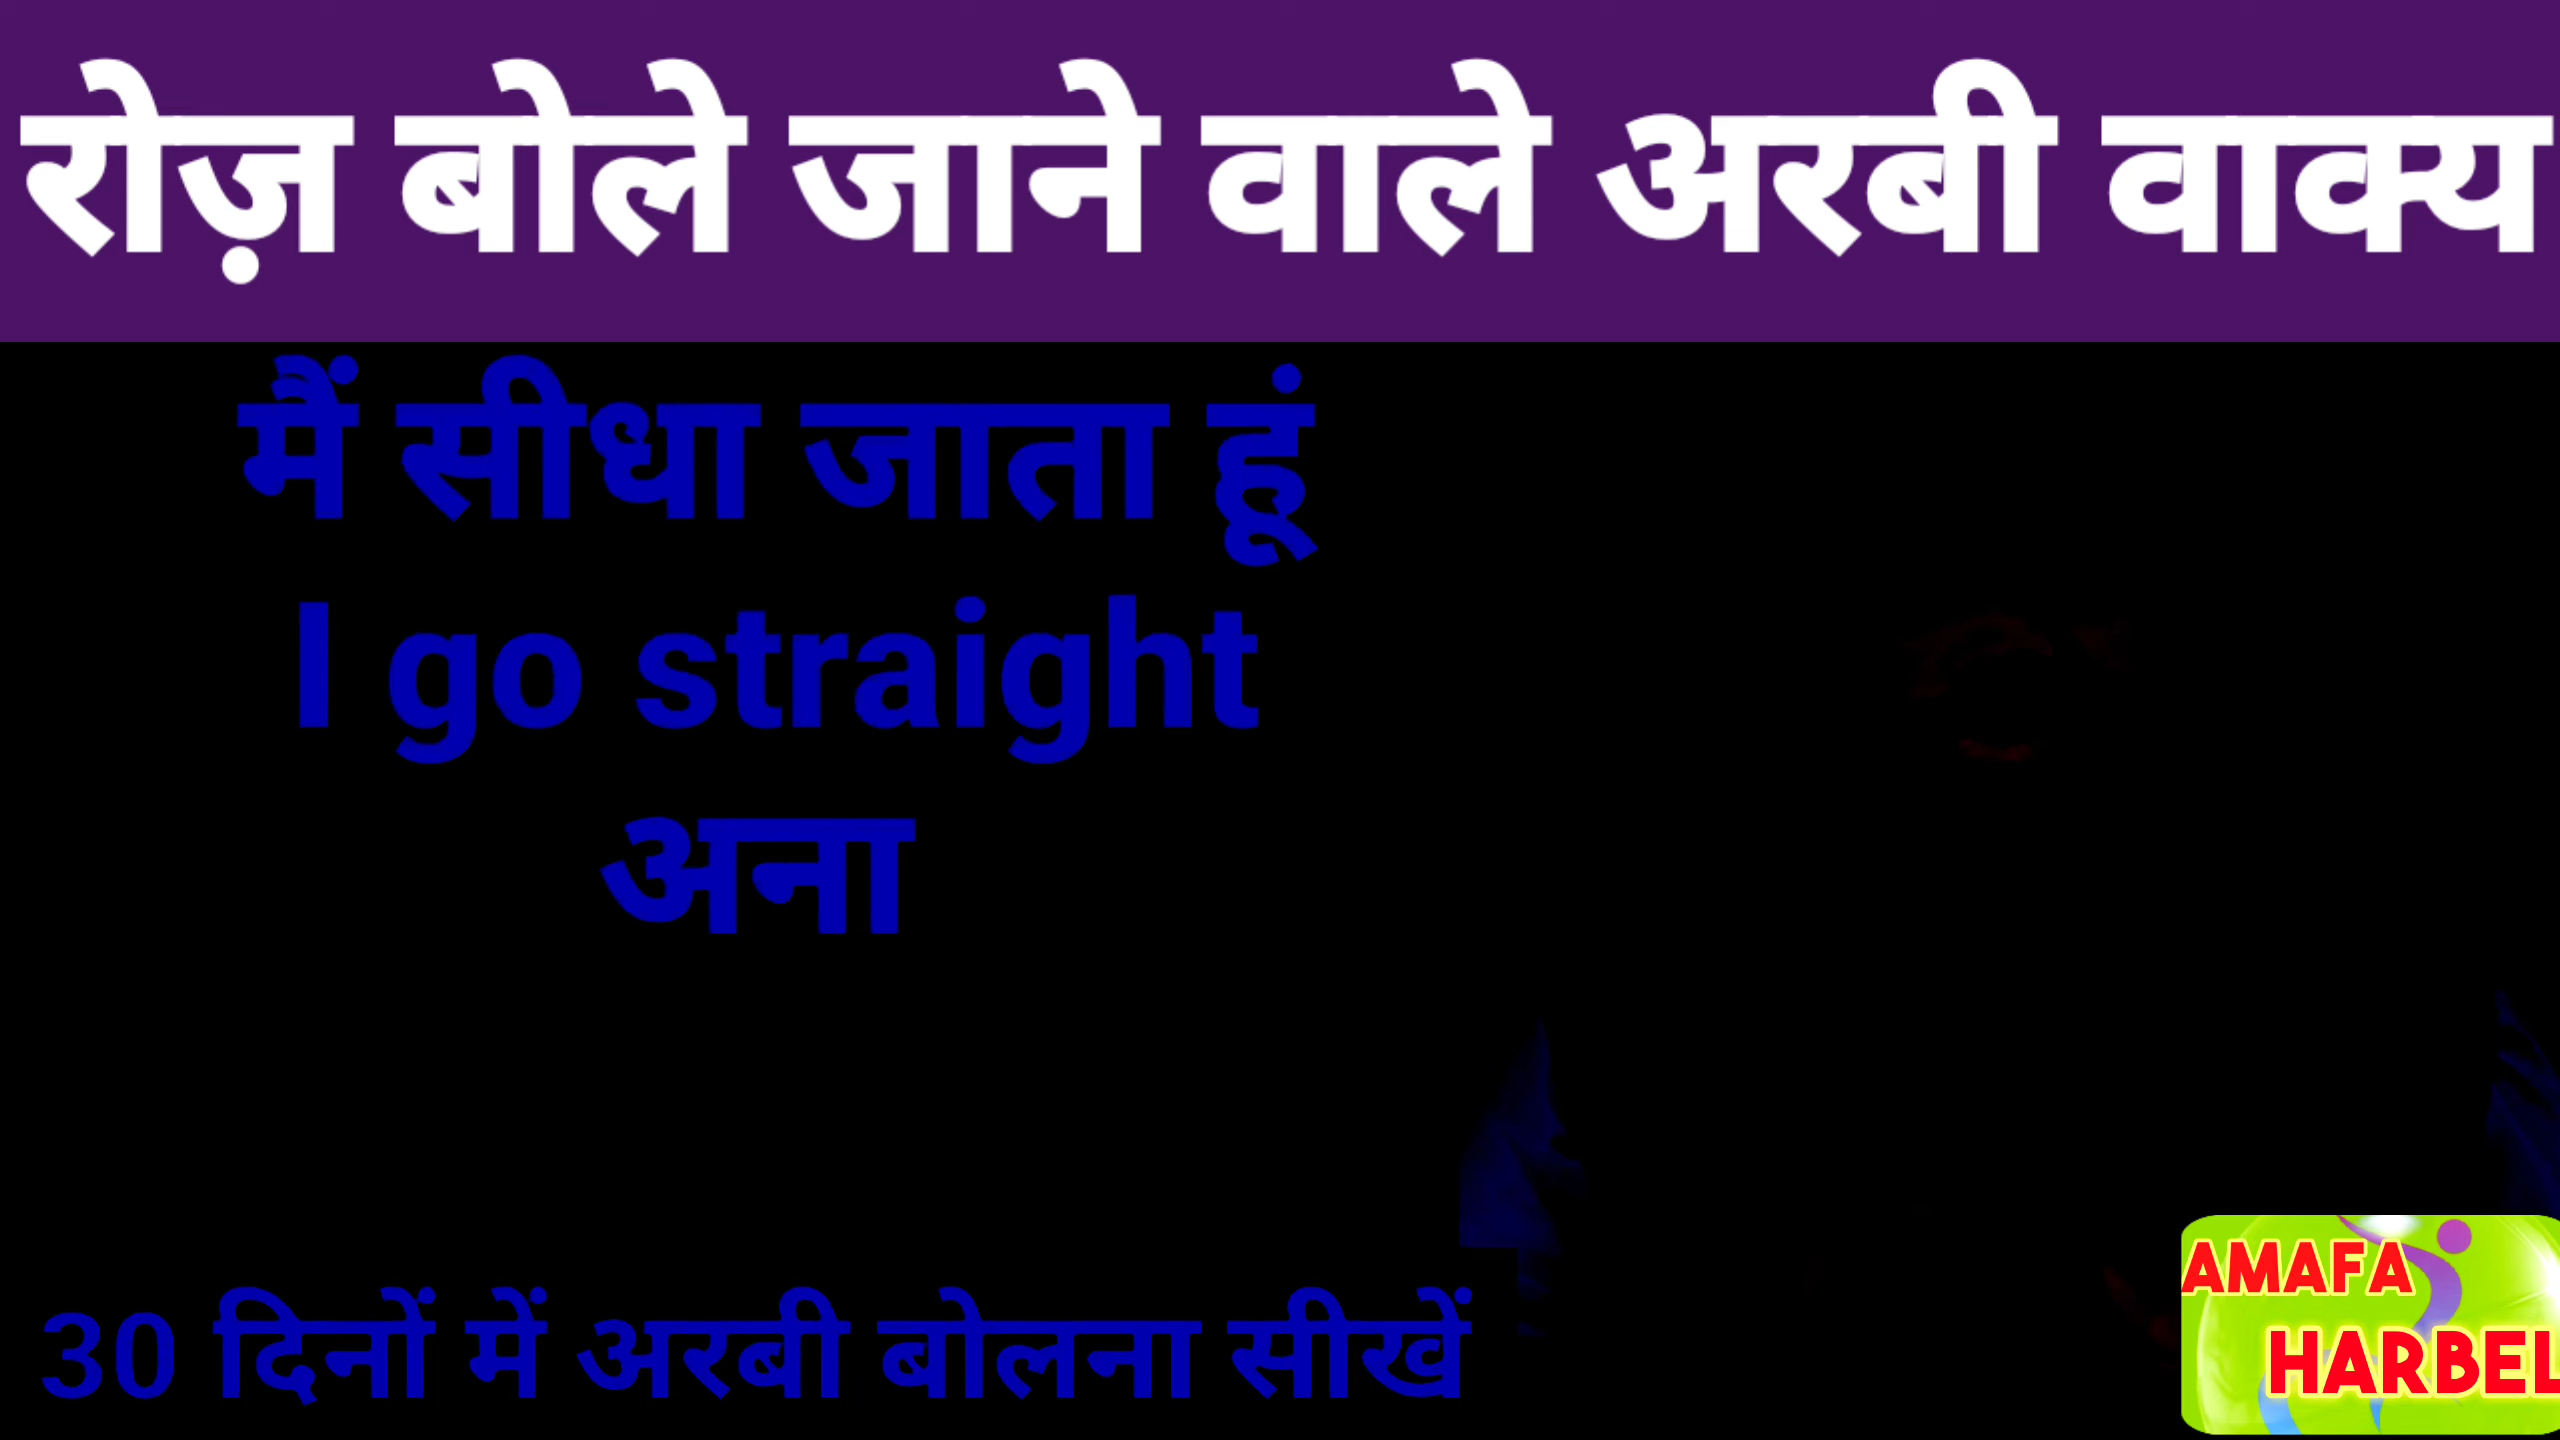 रोज़ बोले जाने वाले अरबी वाक्य
मैं सीधा जाता हूं
I go straight
अना
30 दिनों में अरबी बोलना सीखें
AMAFA
HARBEL